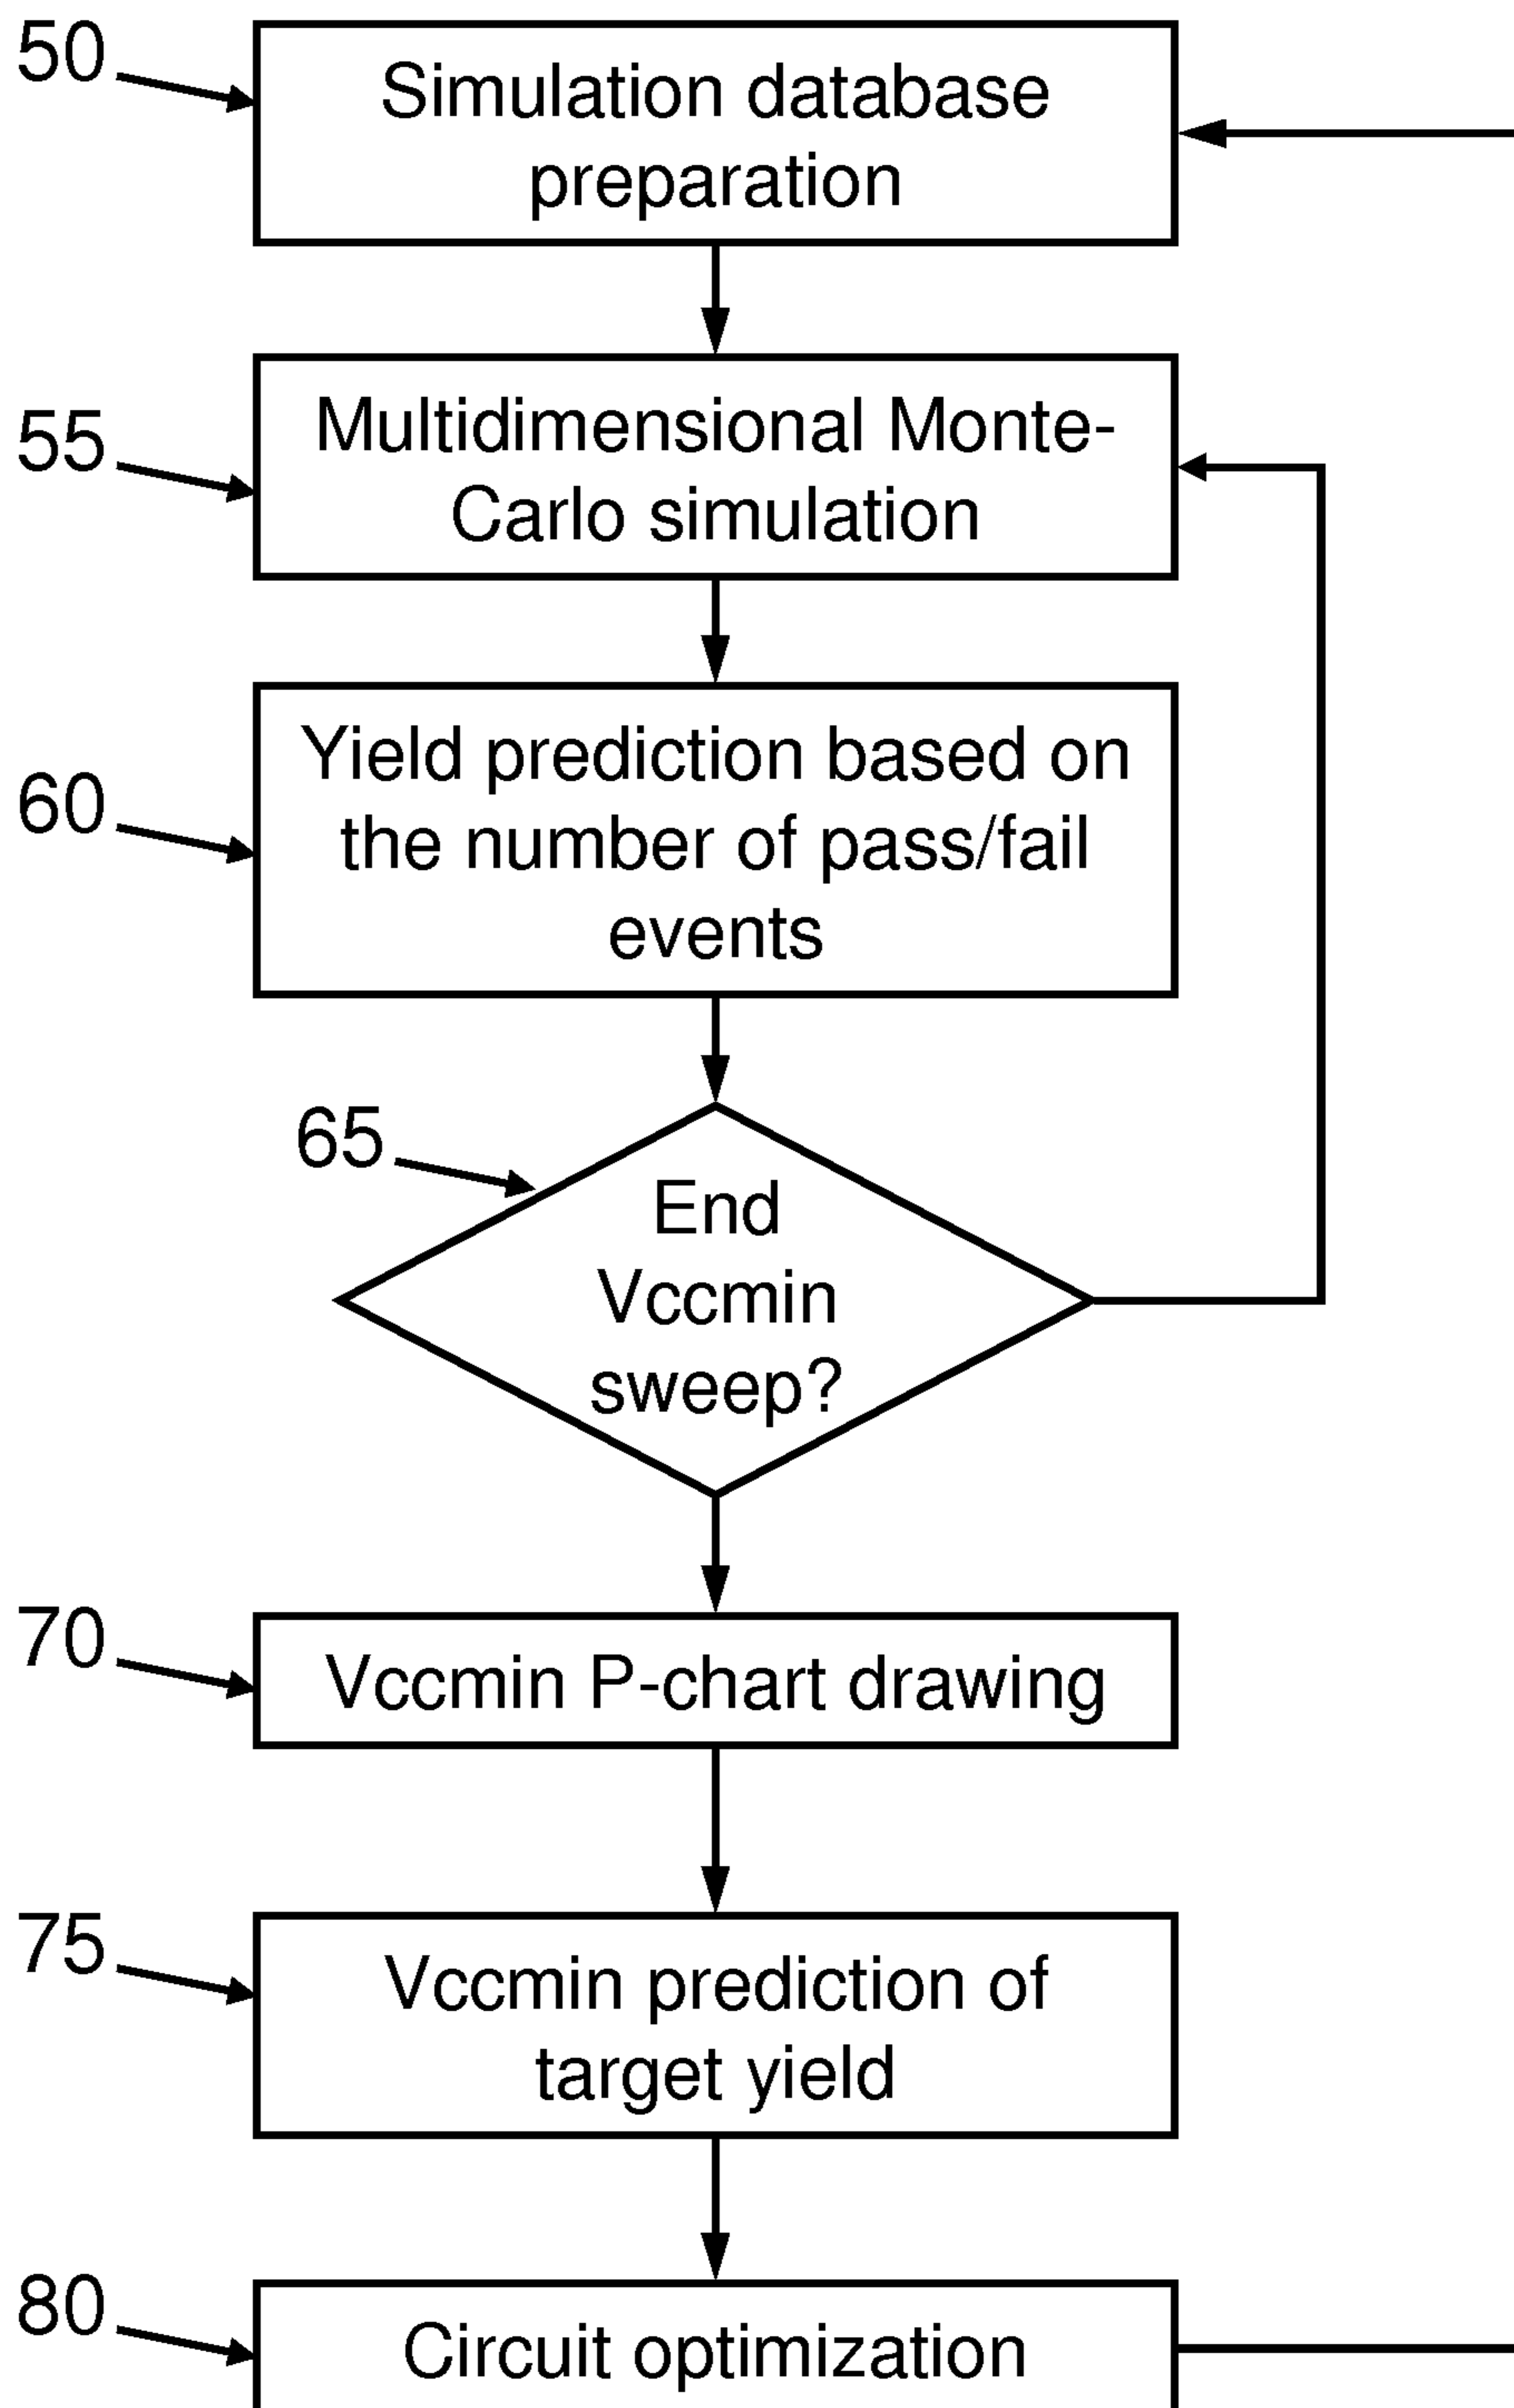 50
Simulation database
preparation
55
Multidimensional Monte-
Carlo simulation
60
Yield prediction based on
the number of pass/fail
events
65
End
Vccmin
sweep?
70
Vccmin P-chart drawing
75
Vccmin prediction of
target yield
80
Circuit optimization